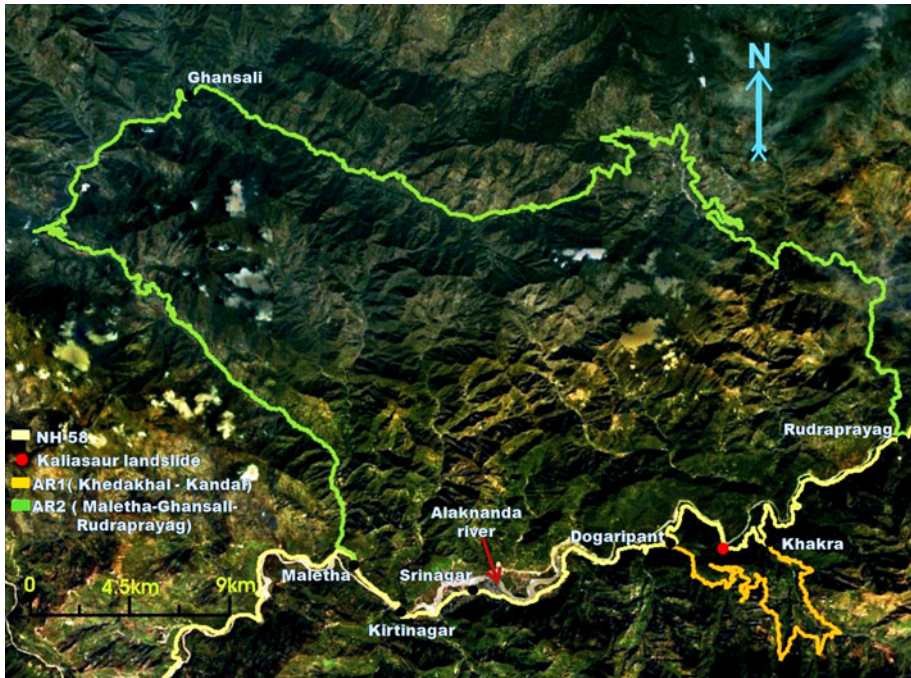 Ghansali
N
Rudraprayag
NH-58
Kaliasaur landslide
AR1( Khedakhal - Kandal)
AR2 ( Maletha-Ghansali-
Rudraprayag)
Alaknanda
river
Dogaripant
Khakra
Maletha
Srinagar
0 4.5km 9km
Kirtinagar